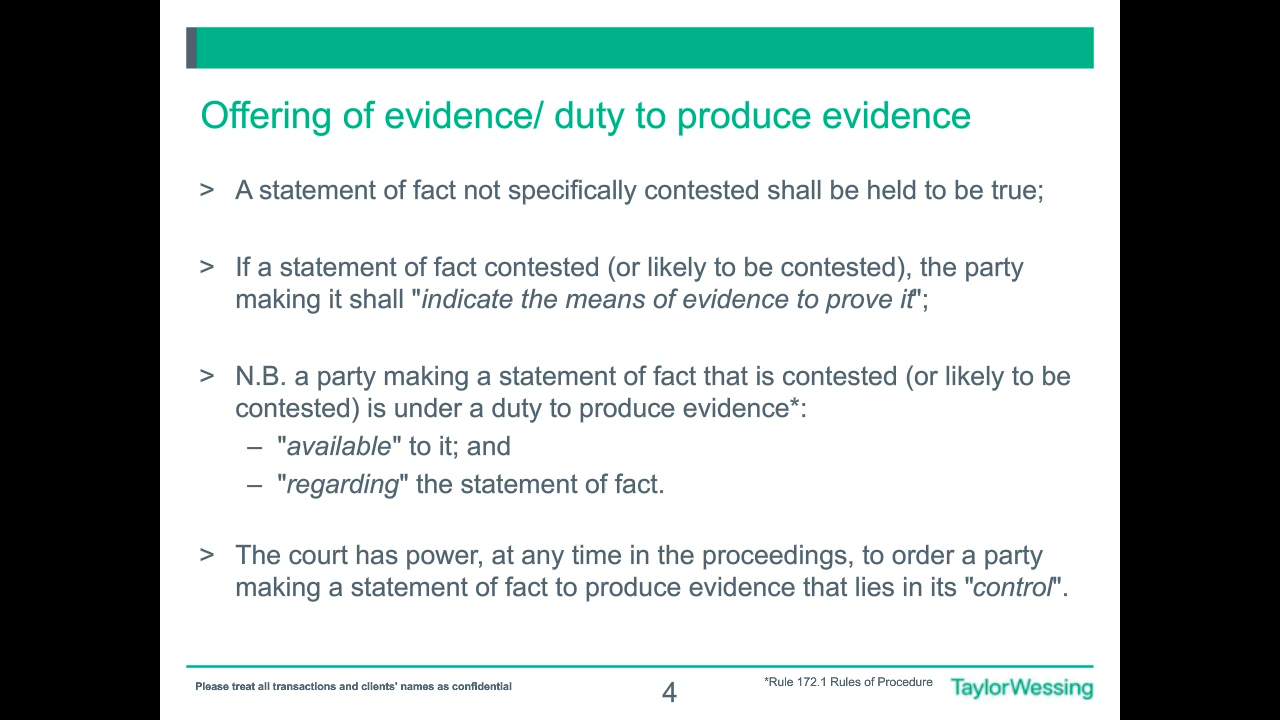 Offering of evidence/ duty to produce evidence
> A statement of fact not specifically contested shall be held to be true;
> If a statement of fact contested (or likely to be contested), the party
making it shall "indicate the means of evidence to prove it";
> N.B. a party making a statement of fact that is contested (or likely to be
contested) is under a duty to produce evidence*:
– "available" to it; and
– "regarding" the statement of fact.
> The court has power, at any time in the proceedings, to order a party
making a statement of fact to produce evidence that lies in its "control".
Please treat all transactions and clients' names as confidential
4
*Rule 172.1 Rules of Procedure
TaylorWessing